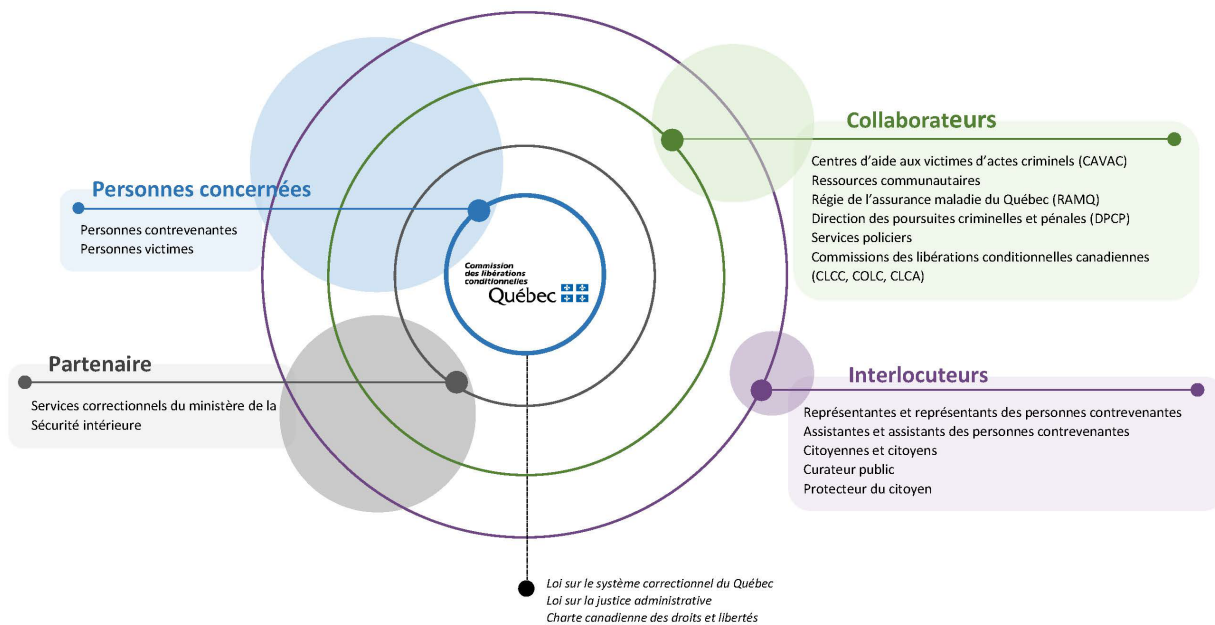 Collaborateurs
Centres d'aide aux victimes d'actes criminels (CAVAC)
Ressources communautaires
Régie de l'assurance maladie du Québec (RAMQ)
Direction des poursuites criminelles et pénales (DPCP)
Services policiers
Commissions des libérations conditionnelles canadiennes
(CLCC, COLC, CLCA)
Personnes concernées
Personnes contrevenantes
Personnes victimes
Commission
des libérations
conditionnelles
Québec
Partenaire
Services correctionnels du ministère de la
Sécurité intérieure
Interlocuteurs
Représentantes et représentants des personnes contrevenantes
Assistantes et assistants des personnes contrevenantes
Citoyennes et citoyens
Curateur public
Protecteur du citoyen
Loi sur le système correctionnel du Québec
Loi sur la justice administrative
Charte canadienne des droits et libertés